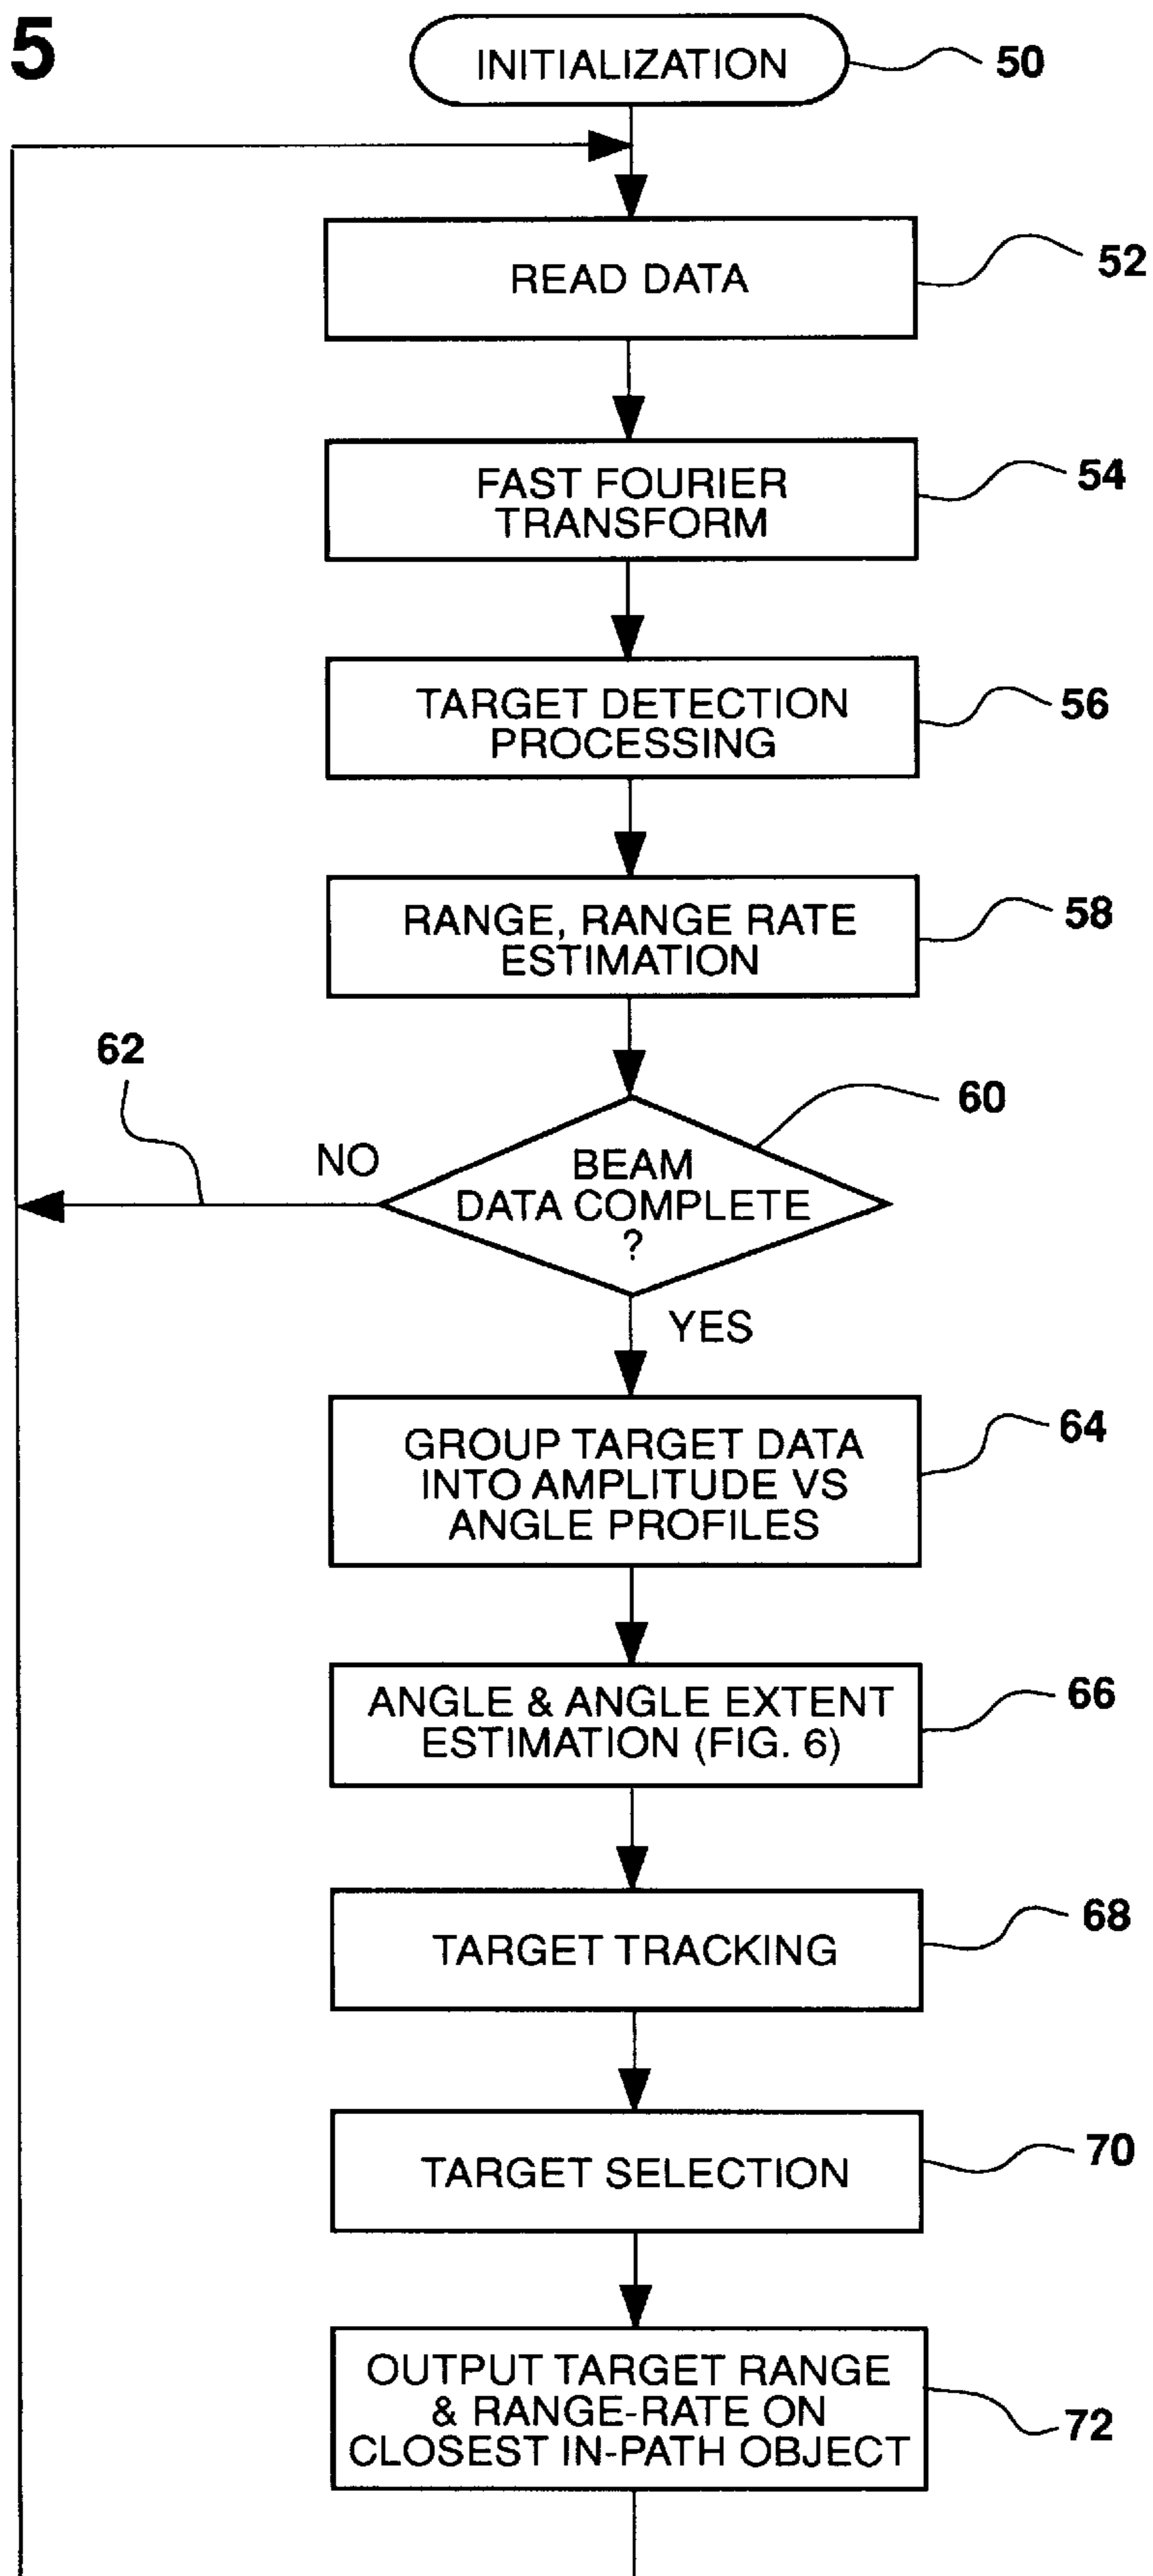 5
INITIALIZATION
50
READ DATA
52
FAST FOURIER
TRANSFORM
54
TARGET DETECTION
PROCESSING
56
RANGE, RANGE RATE
ESTIMATION
58
62
NO
BEAM
DATA COMPLETE
?
60
YES
GROUP TARGET DATA
INTO AMPLITUDE VS
ANGLE PROFILES
64
ANGLE & ANGLE EXTENT
ESTIMATION (FIG. 6)
66
TARGET TRACKING
68
TARGET SELECTION
70
OUTPUT TARGET RANGE
& RANGE-RATE ON
CLOSEST IN-PATH OBJECT
72